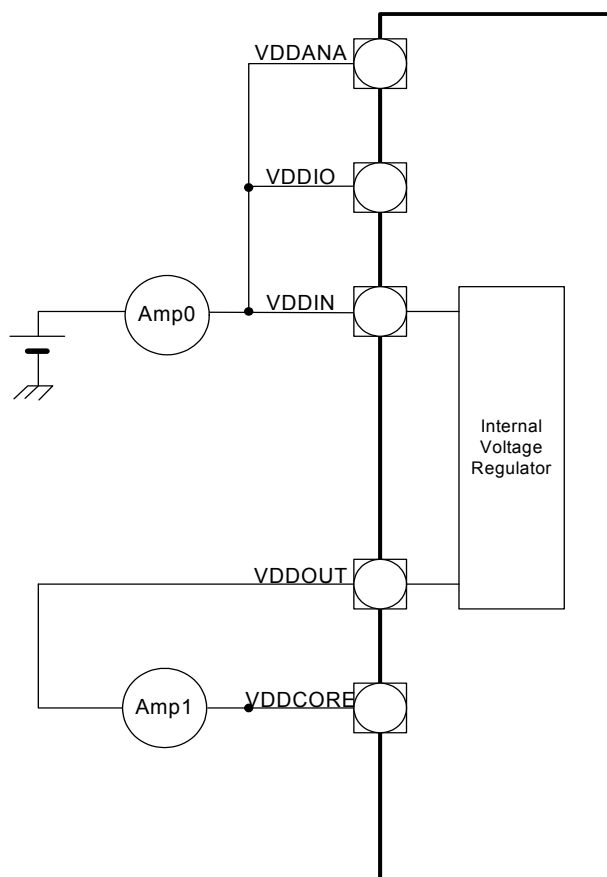 VDDANA
VDDIO
Amp0
VDDIN
Internal
Voltage
Regulator
VDDOUT
Amp1
VDDCORE